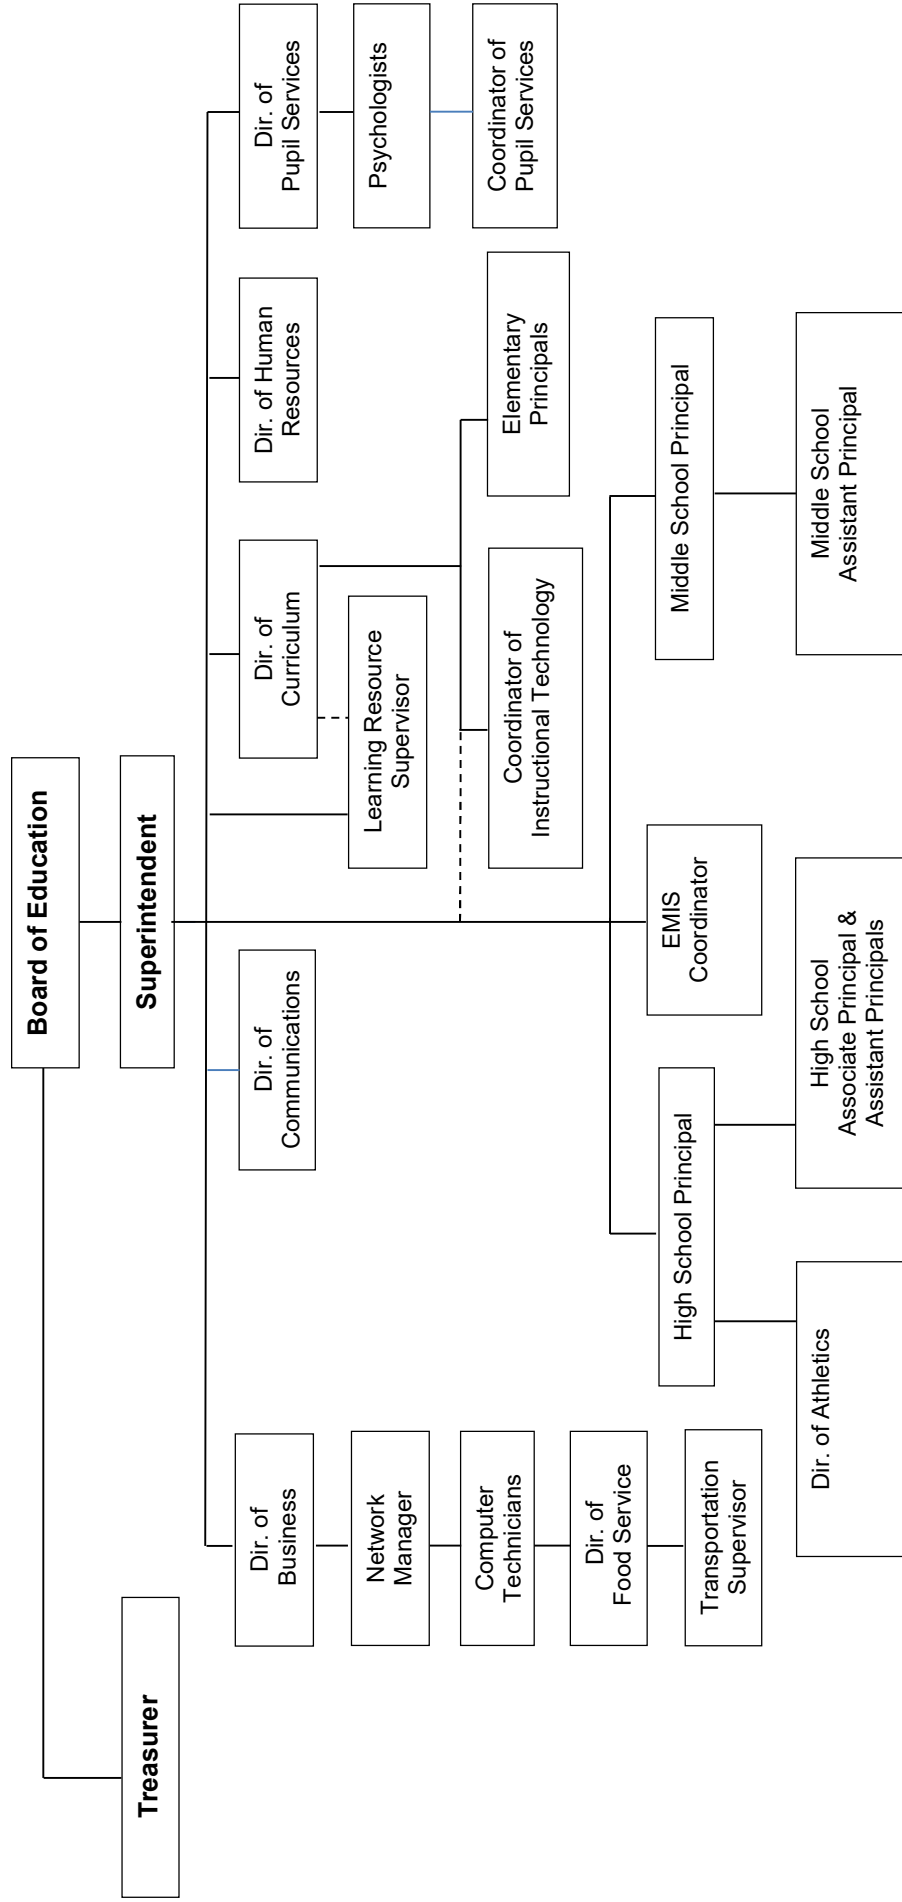 Board of Education
Treasurer
Superintendent
Dir. of
Business
Dir. of
Communications
Dir. of
Curriculum
Dir. of Human
Resources
Dir. of
Pupil Services
Network
Manager
Learning Resource
Supervisor
Psychologists
Computer
Technicians
Coordinator of
Instructional Technology
Elementary
Principals
Coordinator of
Pupil Services
Dir. of
Food Service
Transportation
Supervisor
High School Principal
EMIS
Coordinator
Middle School Principal
Dir. of Athletics
High School
Associate Principal &
Assistant Principals
Middle School
Assistant Principal